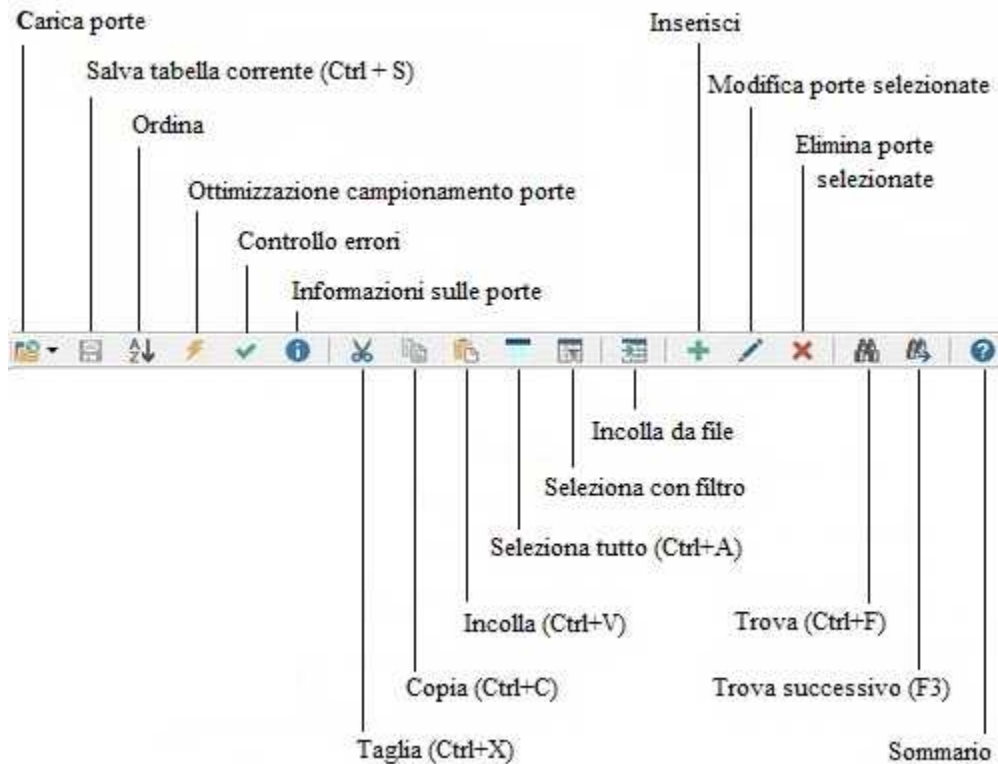 Carica porte
Inserisci
Salva tabella corrente (Ctrl + S)
Modifica porte selezionate
Ordina
Elimina porte
selezionate
Ottimizzazione campionamento porte
Controllo errori
Informazioni sulle porte
Incolla da file
Seleziona con filtro
Seleziona tutto (Ctrl+A)
Incolla (Ctrl+V)
Trova (Ctrl+F)
Copia (Ctrl+C)
Trova successivo (F3)
Taglia (Ctrl+X)
Sommario